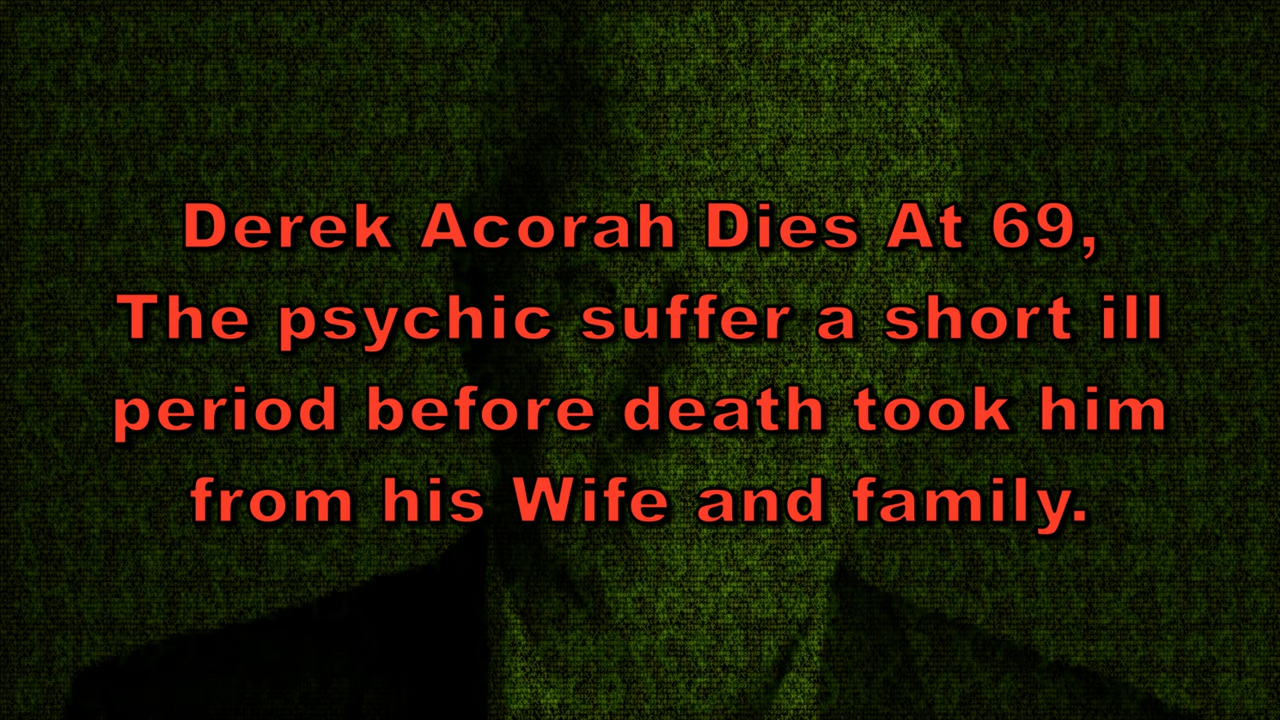 Derek Acorah Dies At 69,
The psychic suffer a short ill
period before death took him
from his Wife and family.